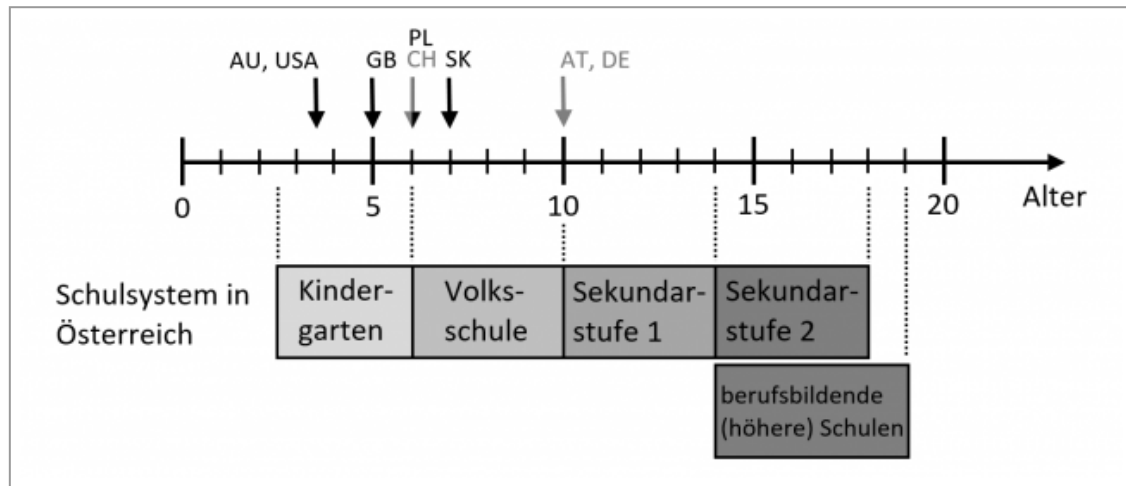 PL
AU, USA GB CH SK AT, DE
0 5 10 15 20 Alter
Schulsystem in
Österreich
Kinder-
garten
Volks-
schule
Sekundar-
stufe 1
Sekundar-
stufe 2
berufsbildende
(höhere) Schulen